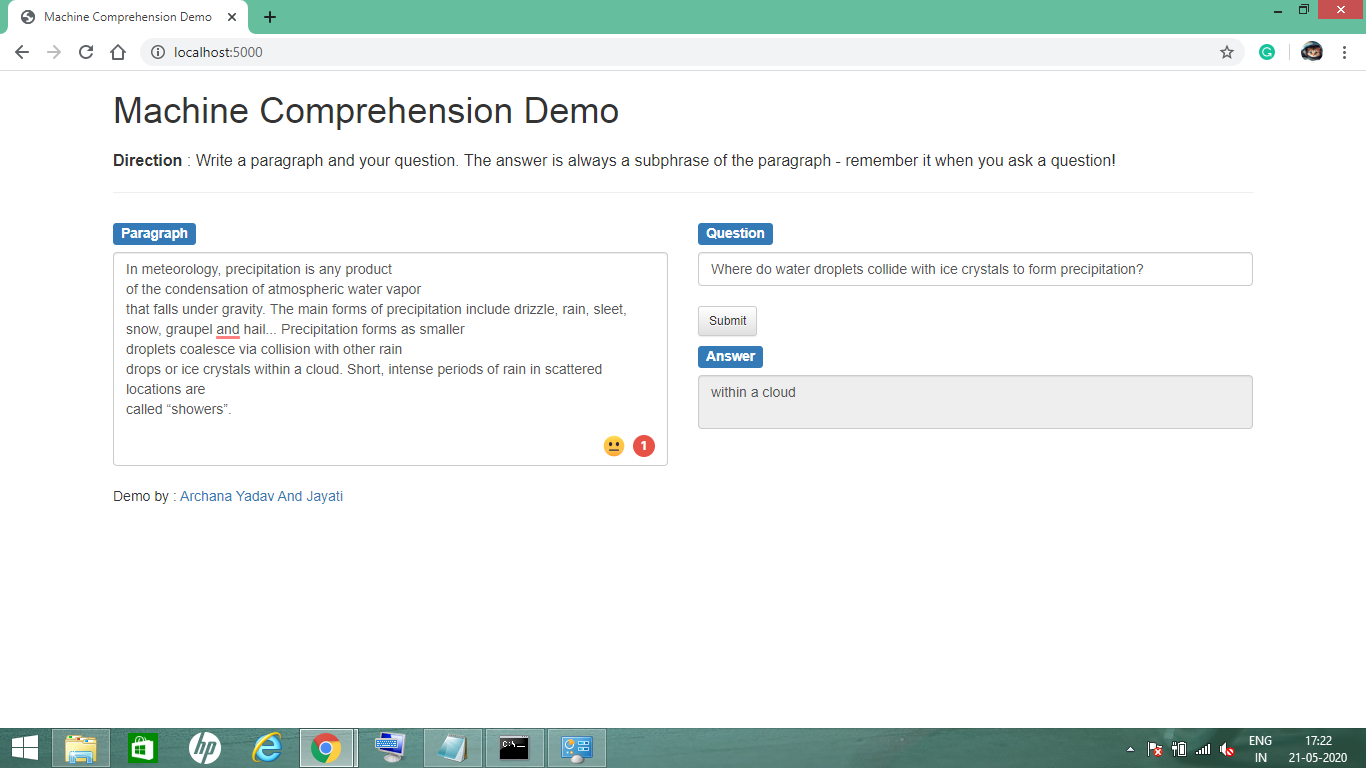 Machine Comprehension Demo
localhost:5000
Machine Comprehension Demo
Direction : Write a paragraph and your question. The answer is always a subphrase of the paragraph - remember it when you ask a question!
Paragraph
In meteorology, precipitation is any product
of the condensation of atmospheric water vapor
that falls under gravity. The main forms of precipitation include drizzle, rain, sleet,
snow, graupel and hail... Precipitation forms as smaller
droplets coalesce via collision with other rain
drops or ice crystals within a cloud. Short, intense periods of rain in scattered
locations are
called “showers”.
1
Question
Where do water droplets collide with ice crystals to form precipitation?
Submit
Answer
within a cloud
Demo by : Archana Yadav And Jayati
hp
C:\
ENG
IN
17:22
21-05-2020